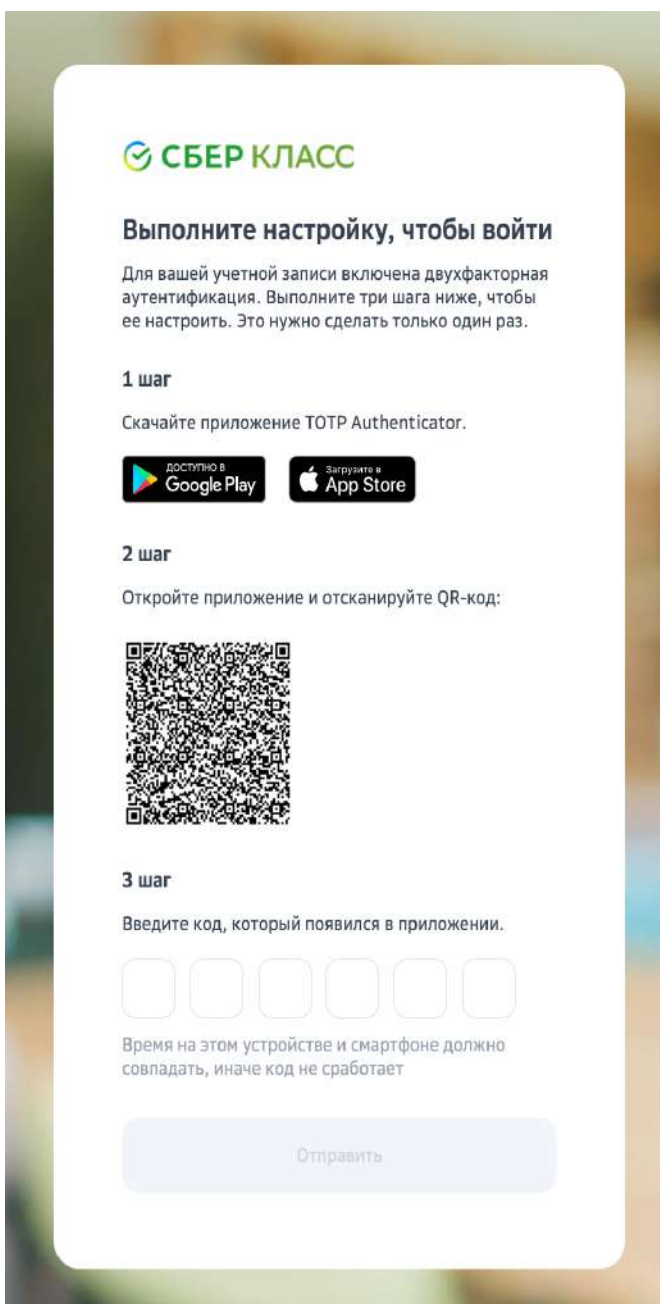 СБЕР КЛАСС
Выполните настройку, чтобы войти
Для вашей учетной записи включена двухфакторная
аутентификация. Выполните три шага ниже, чтобы
ее настроить. Это нужно сделать только один раз.
1 шаг
Скачайте приложение TOTP Authenticator.
ДОСТУПНО В
Google Play
Загрузите в
App Store
2 шаг
Откройте приложение и отсканируйте QR-код:
3 шаг
Введите код, который появился в приложении.
Время на этом устройстве и смартфоне должно
совпадать, иначе код не сработает
Отправить